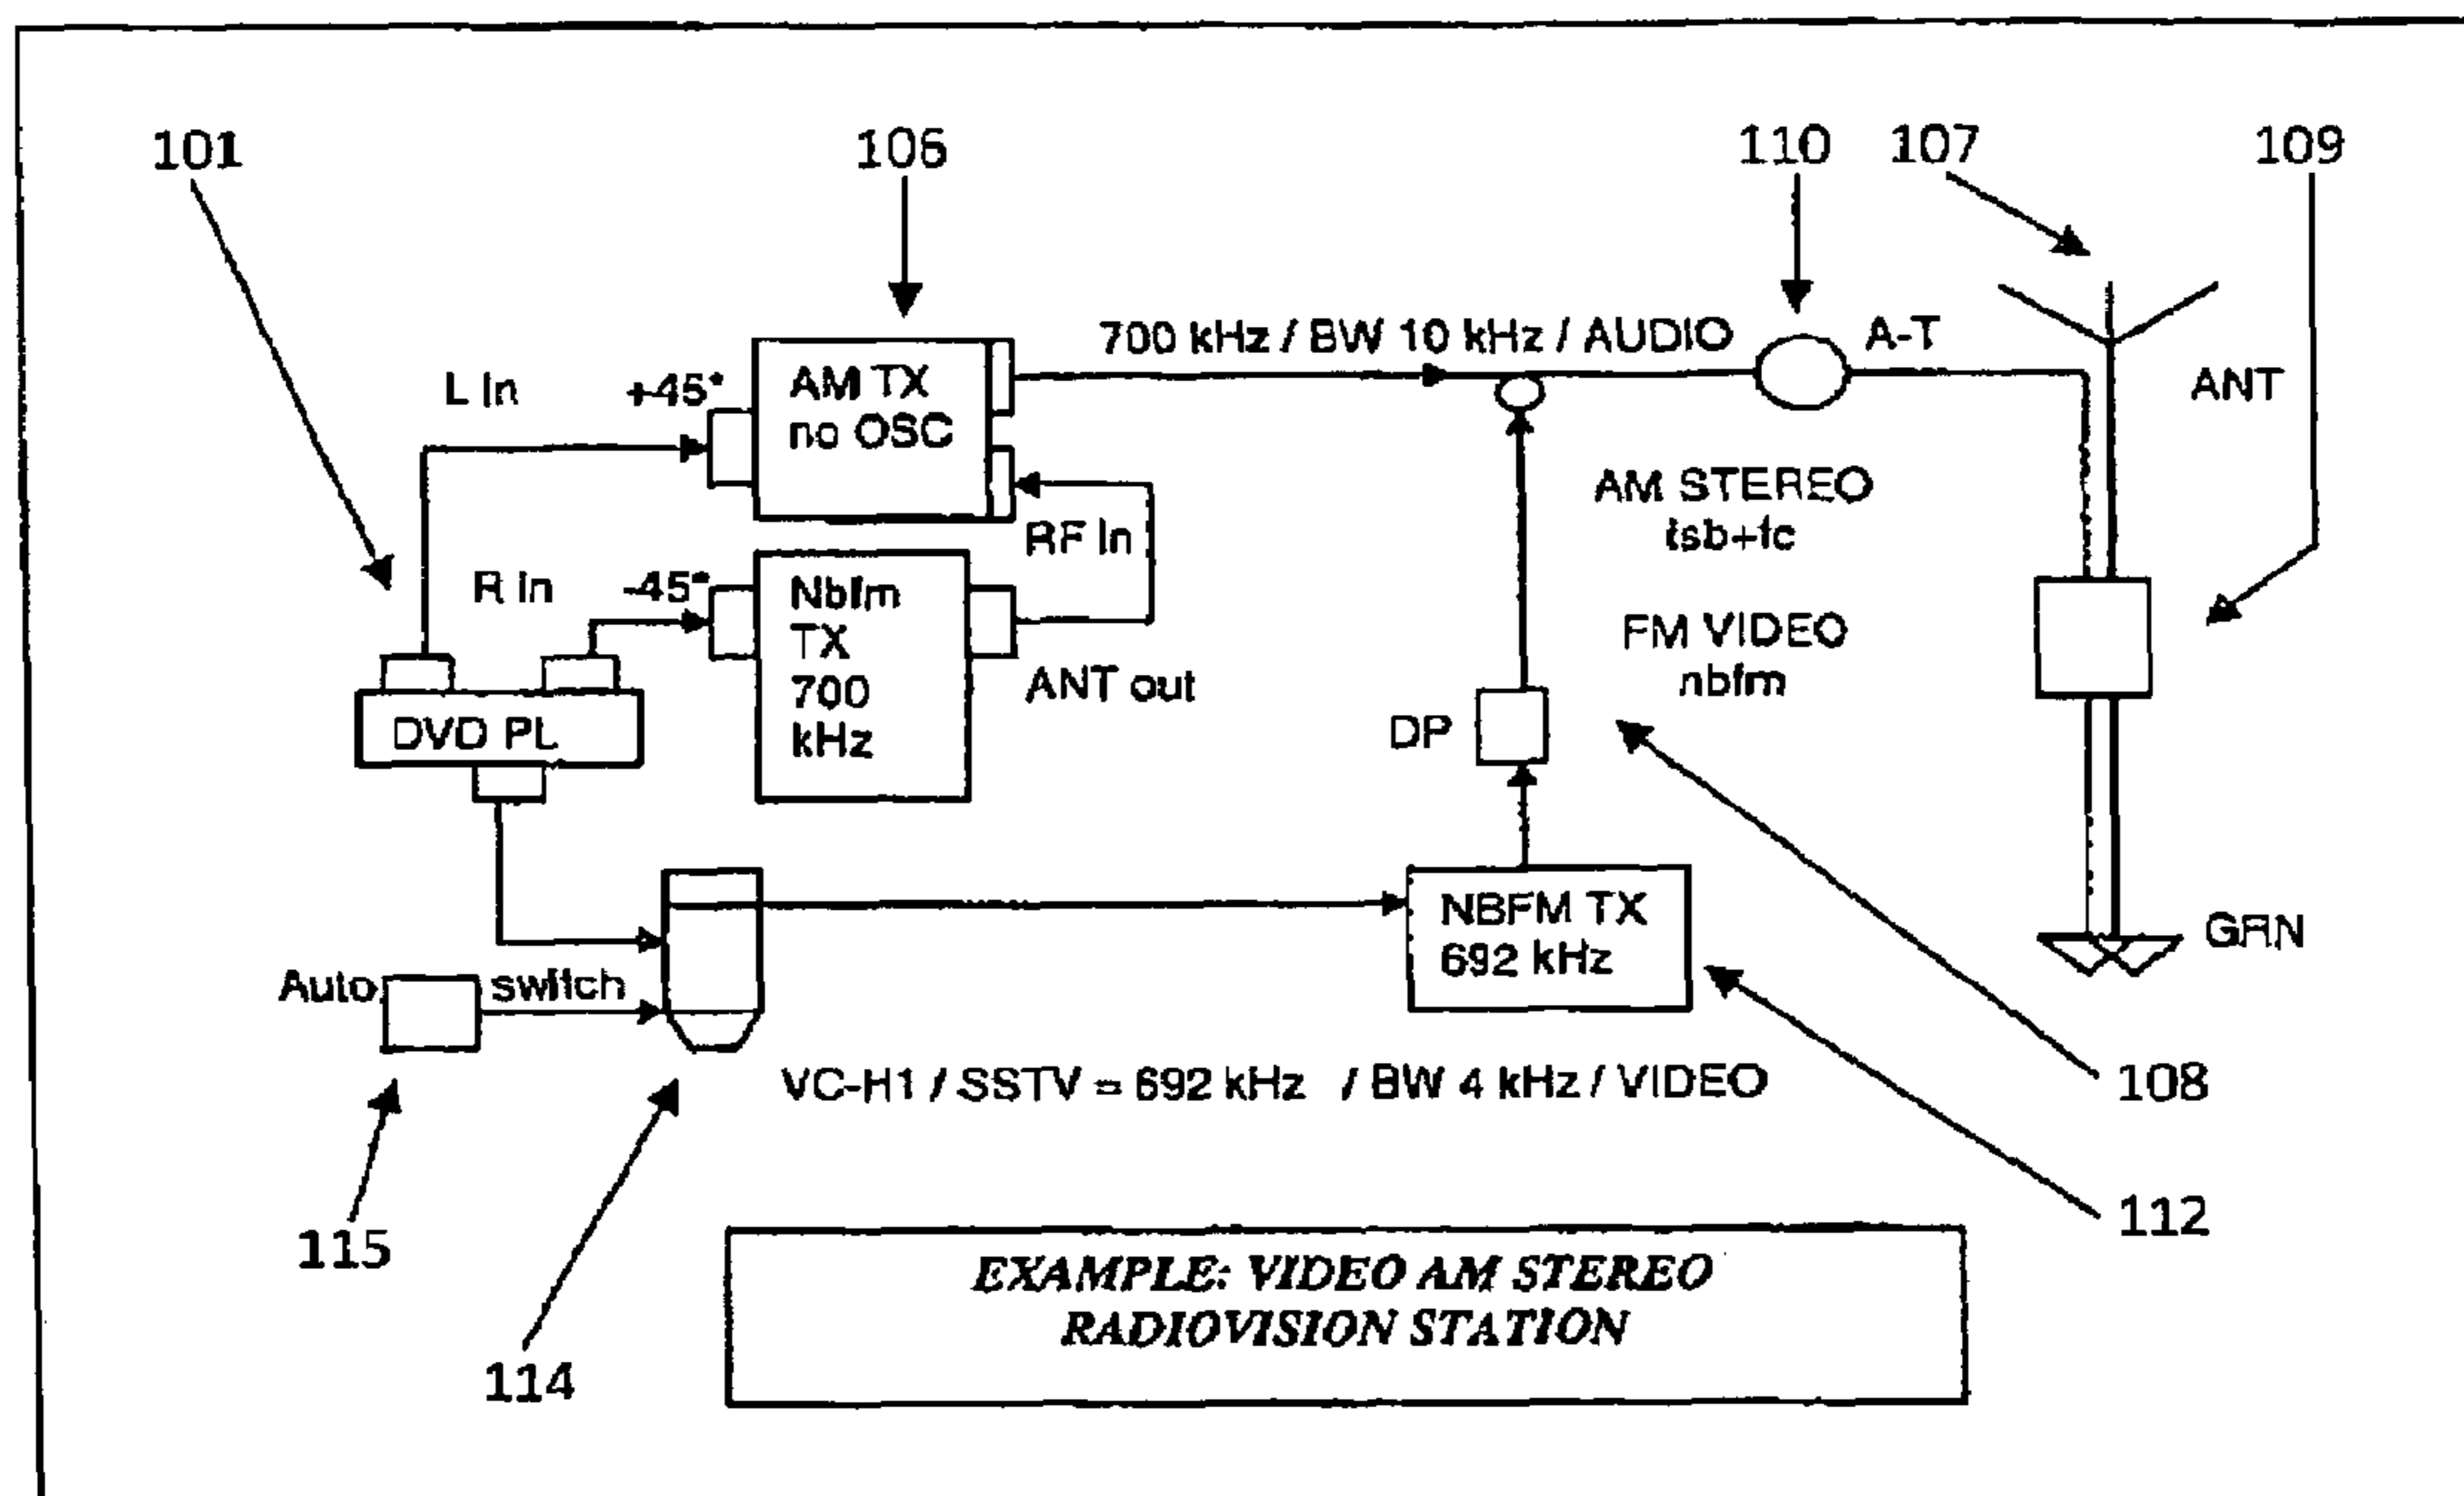 101
106
110
107
109
700 kHz / BW 10 kHz / AUDIO
A-T
L In
+45°
AM TX
no OSC
ANT
AM STEREO
tsb+fc
RF In
R In
-45°
Nbfm
TX
700
kHz
FM VIDEO
nbfm
ANT out
DVD PL
DP
NBFM TX
692 kHz
GRN
Auto
switch
VC-H1 / SSTV = 692 kHz / BW 4 kHz / VIDEO
108
112
115
114
EXAMPLE: VIDEO AM STEREO
RADIOVISION STATION